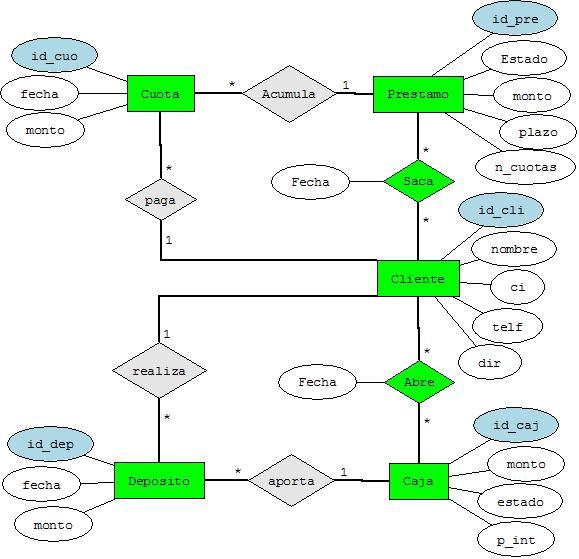 id_pre
id_cuo
Estado
fecha
Cuota
*
Acumula
1
Prestamo
monto
monto
plazo
*
n_cuotas
*
Fecha
Saca
paga
*
id_cli
1
nombre
Cliente
ci
telf
1
*
dir
realiza
Fecha
Abre
*
*
id_caj
id_dep
monto
fecha
Deposito
*
aporta
1
Caja
estado
monto
p_int